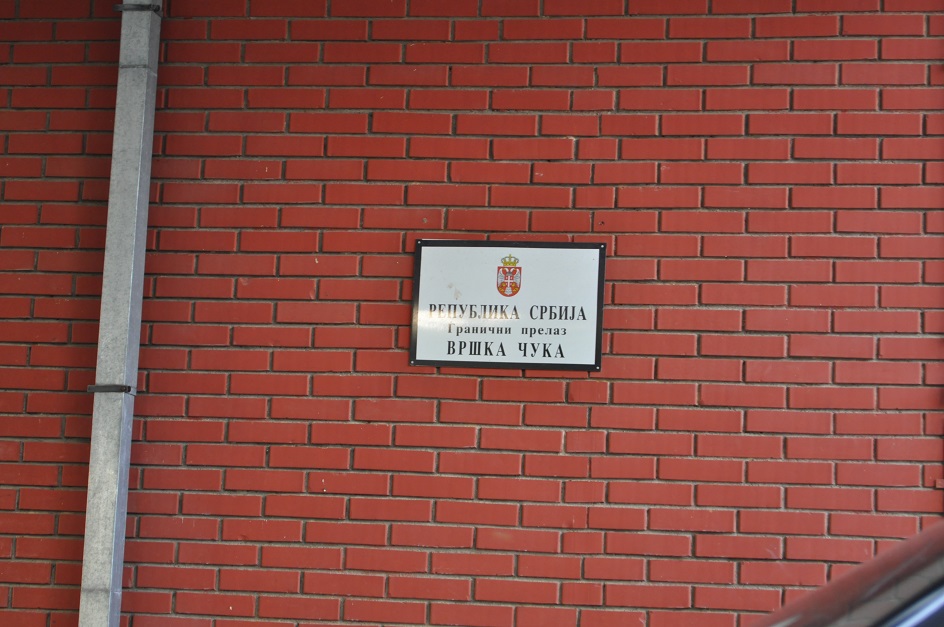 РЕПУБЛИКА СРБИЈА
Гранични прелаз
ВРШКА ЧУКА